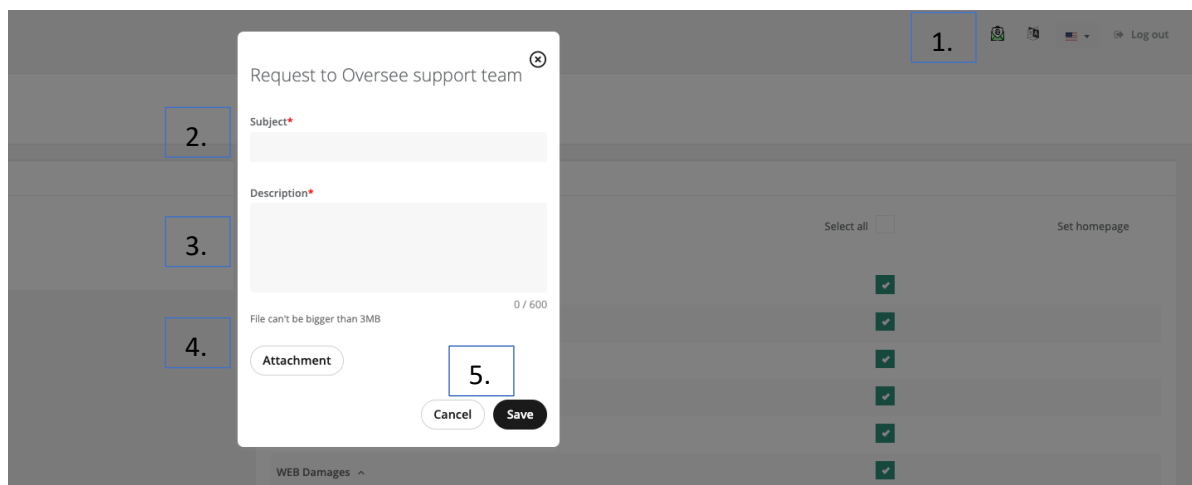 1.
Log out
Request to Oversee support team
Subject*
2.
Description*
3.
Select all
Set homepage
0 / 600
File can't be bigger than 3MB
4.
Attachment
5.
Cancel
Save
WEB Damages